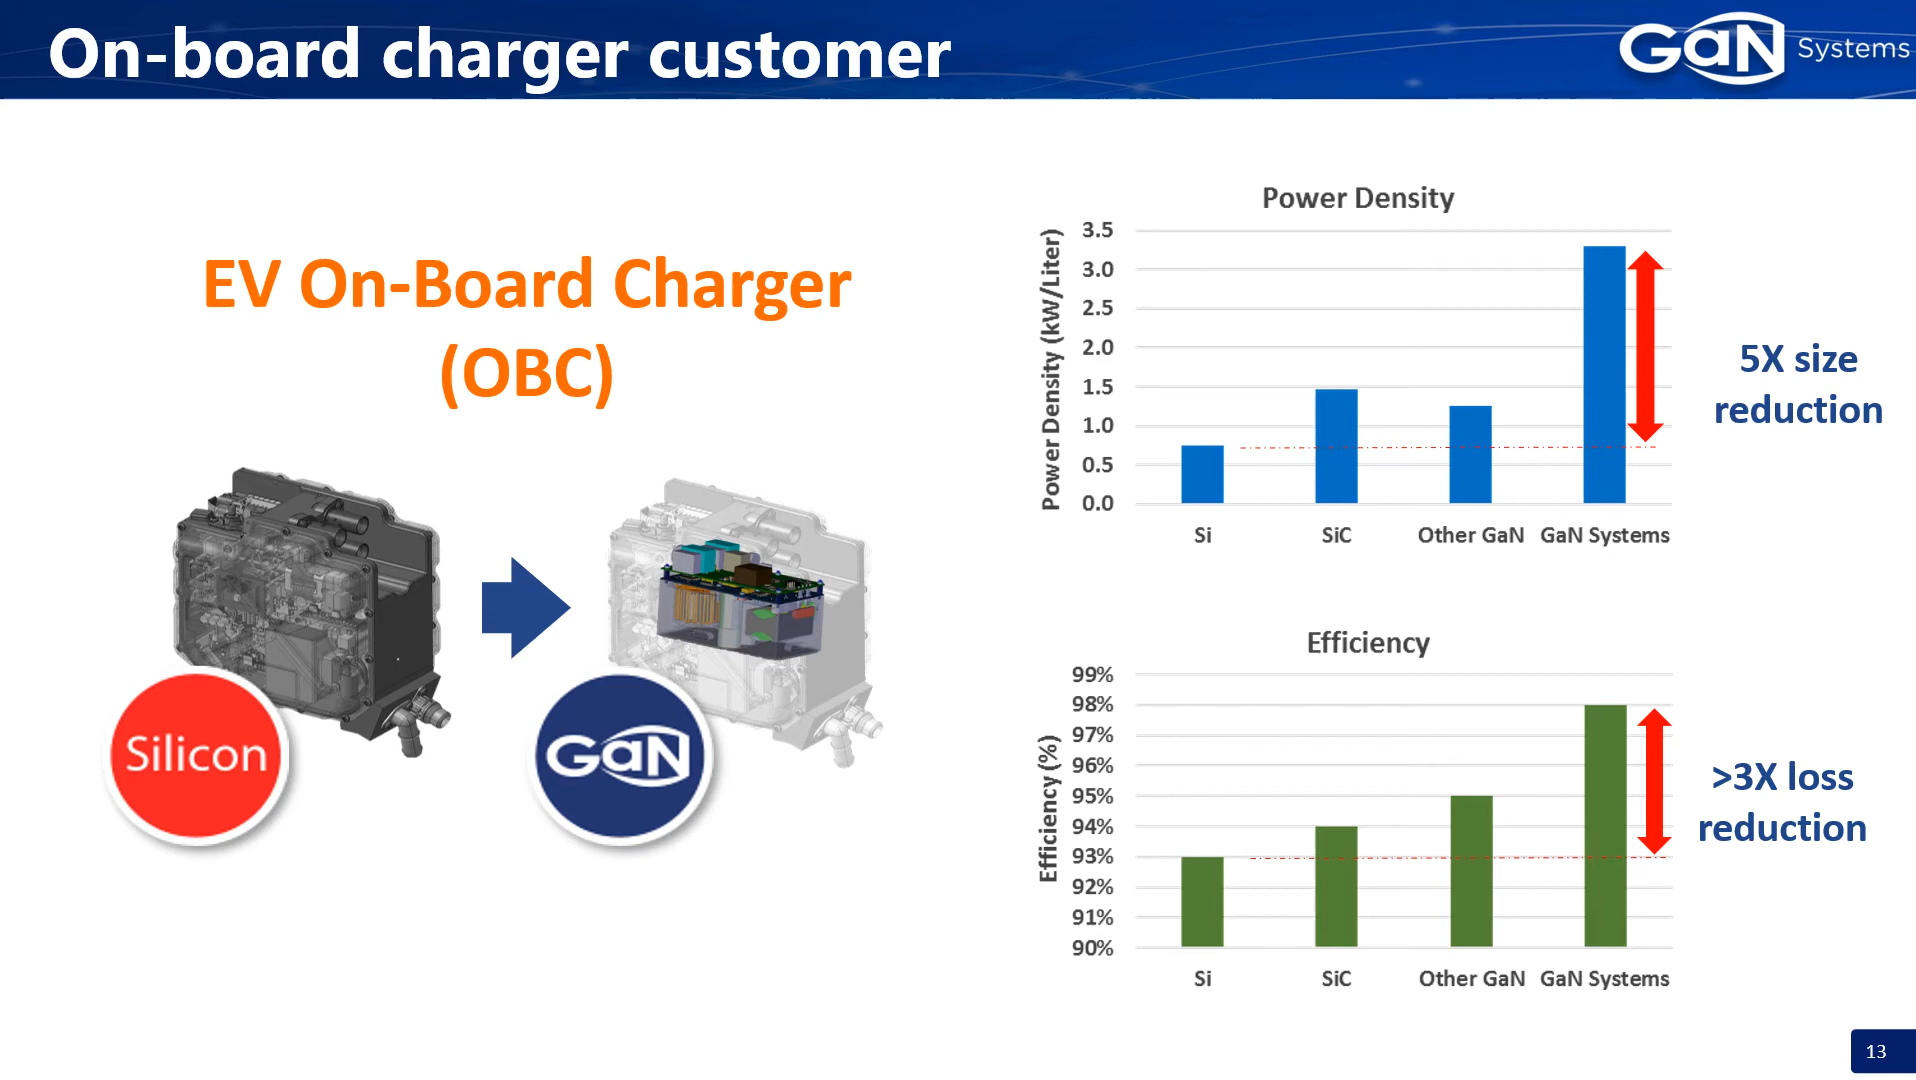 On-board charger customer
GaN Systems
EV On-Board Charger
(OBC)
Silicon
GaN
Power Density
Power Density (kW/Liter)
3.5
3.0
2.5
2.0
1.5
1.0
0.5
0.0
Si
SiC
Other GaN
GaN Systems
5X size
reduction
Efficiency
Efficiency (%)
99%
98%
97%
96%
95%
94%
93%
92%
91%
90%
Si
SiC
Other GaN
GaN Systems
>3X loss
reduction
13